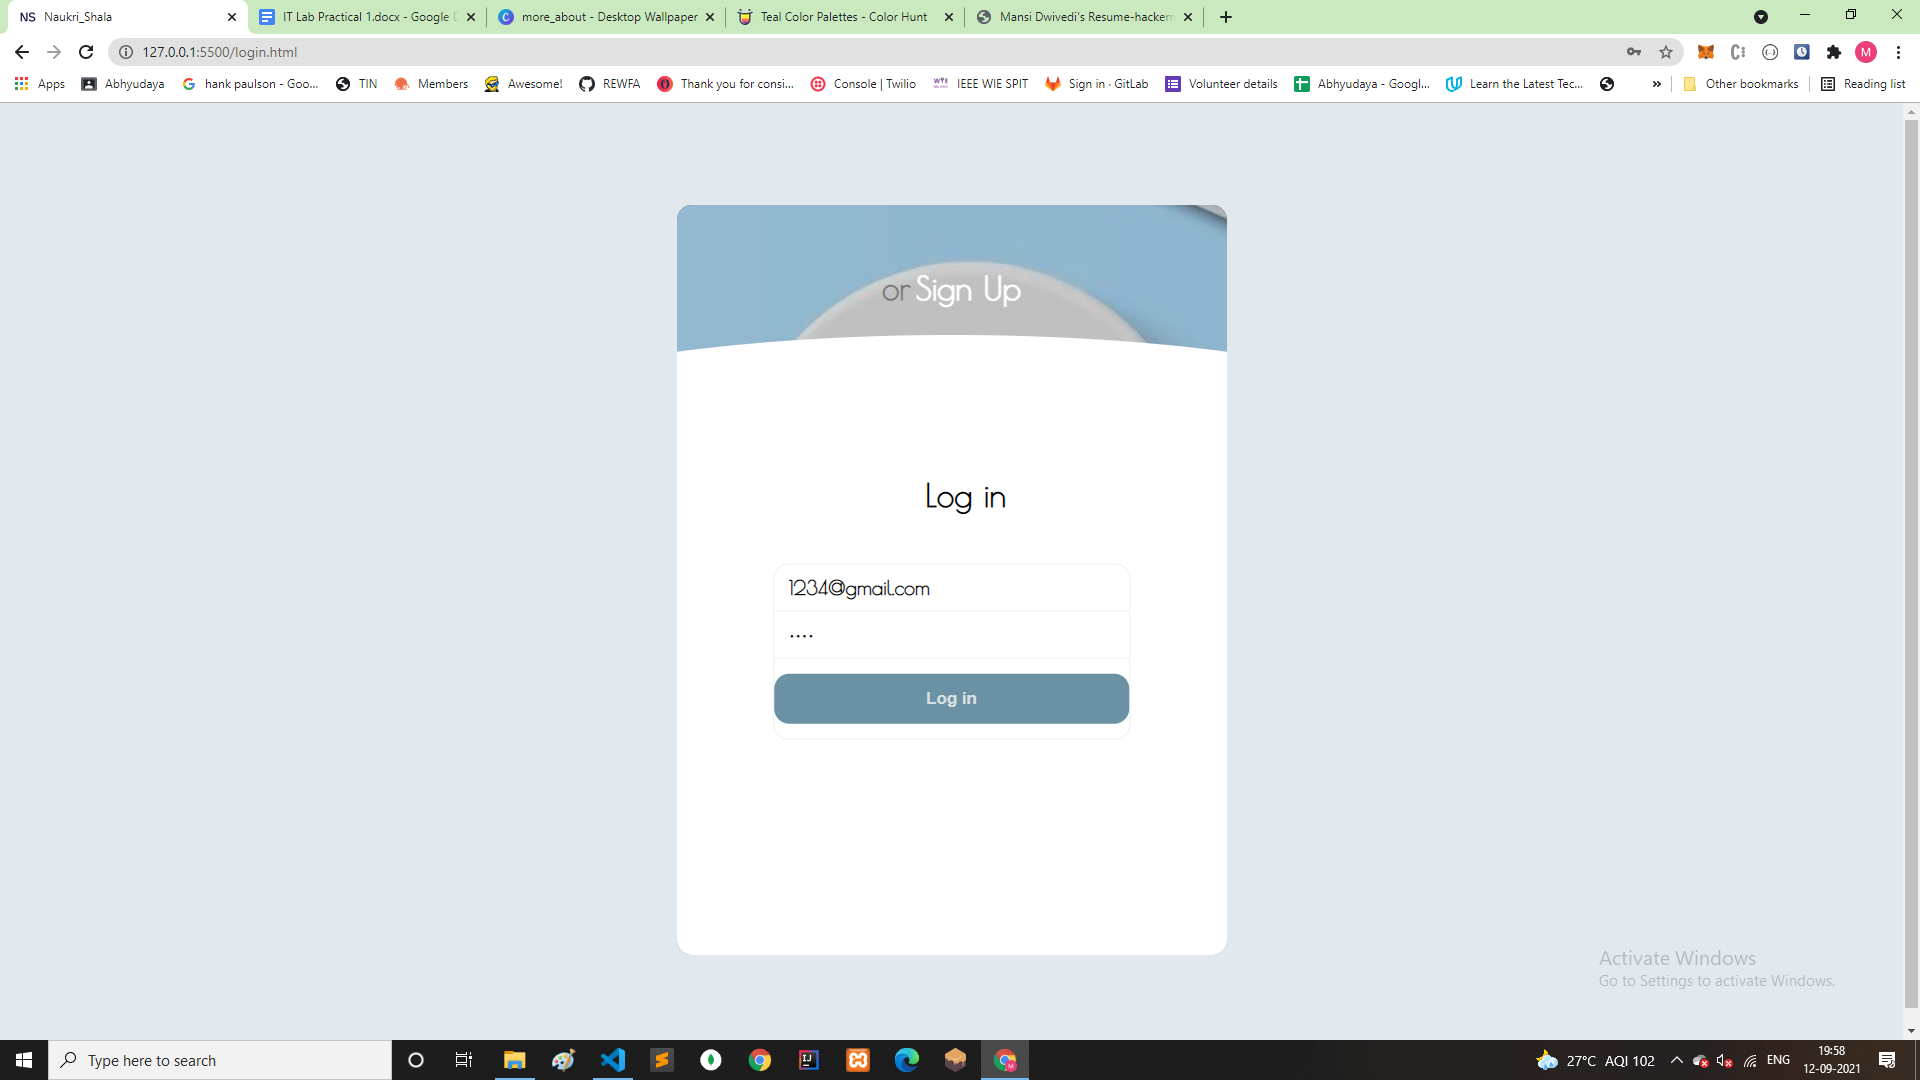 NS Naukri_Shala
IT Lab Practical 1.docx - Google
more_about - Desktop Wallpaper
Teal Color Palettes - Color Hunt
Mansi Dwivedi's Resume-hacker
127.0.0.1:5500/login.html
M
Apps
Abhyudaya
hank paulson - Goo...
TIN
Members
Awesome!
REWFA
Thank you for consi...
Console | Twilio
IEEE WIE SPIT
Sign in · GitLab
Volunteer details
Abhyudaya - Googl...
Learn the Latest Tec...
»
Other bookmarks
Reading list
or Sign Up
Log in
1234@gmail.com
....
Log in
Activate Windows
Go to Settings to activate Windows.
Type here to search
27°C AQI 102
ENG
19:58
12-09-2021